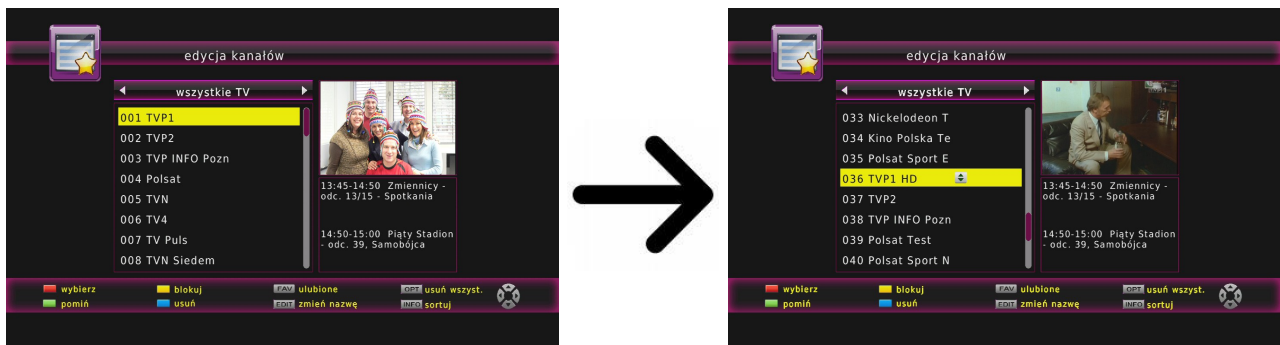 edycja kanałów
wszystkie TV
001 TVP1
002 TVP2
003 TVP INFO Pozn
004 Polsat
005 TVN
006 TV4
007 TV Puls
008 TVN Siedem
13:45-14:50 Zmiennicy -
odc. 13/15 - Spotkania
14:50-15:00 Piąty Stadion
- odc. 39, Samobójca
wybierz
blokuj
FAV ulubione
OPT usuń wszyst.
pomiń
usuń
EDIT zmień nazwę
INFO sortuj
edycja kanałów
wszystkie TV
033 Nickelodeon T
034 Kino Polska Te
035 Polsat Sport E
036 TVP1 HD
037 TVP2
038 TVP INFO Pozn
039 Polsat Test
040 Polsat Sport N
13:45-14:50 Zmiennicy -
odc. 13/15 - Spotkania
14:50-15:00 Piąty Stadion
- odc. 39, Samobójca
wybierz
blokuj
FAV ulubione
OPT usuń wszyst.
pomiń
usuń
EDIT zmień nazwę
INFO sortuj